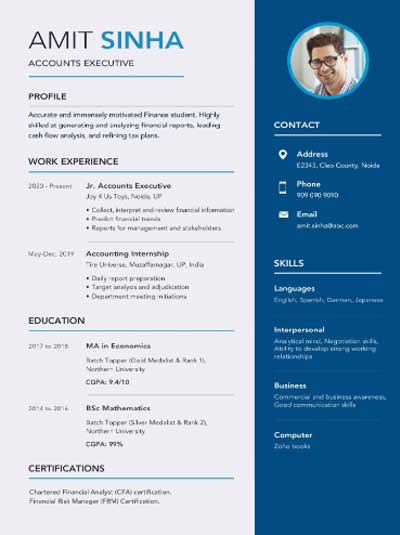 AMIT SINHA
ACCOUNTS EXECUTIVE
PROFILE
Accurate and immensely motivated Finance student. Highly
skilled at generating and analyzing financial reports, leading
cash flow analysis, and refining tax plans.
WORK EXPERIENCE
2020 - Present
Jr. Accounts Executive
Joy 4 Us Toys, Noida, UP
• Collect, interpret and review financial information
• Predict financial trends
• Reports for management and stakeholders
May-Dec, 2019
Accounting Internship
Tire Universe, Muzaffarnagar, UP, India
• Daily report preparation
• Target analysis and adjudication
• Department meeting initiations
EDUCATION
2017 to 2018
MA in Economics
Batch Topper (Gold Medalist & Rank 1),
Northern University
CGPA: 9.4/10
2014 to 2016
BSc Mathematics
Batch Topper (Silver Medalist & Rank 2),
Northern University
CGPA: 99%
CERTIFICATIONS
Chartered Financial Analyst (CFA) certification.
Financial Risk Manager (FRM) Certification.
CONTACT
Address
E2345, Cleo County, Noida
Phone
909 090 9090
Email
amit.sinha@abc.com
SKILLS
Languages
English, Spanish, German, Japanese
Interpersonal
Analytical mind, Negotiation skills,
Ability to develop strong working
relationships
Business
Commercial and business awareness,
Good communication skills
Computer
Zoho books